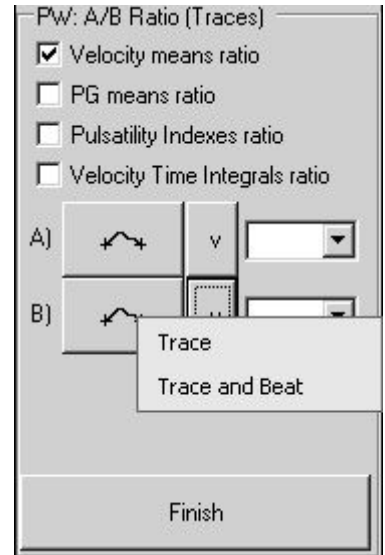 PW: A/B Ratio (Traces)
Velocity means ratio
PG means ratio
Pulsatility Indexes ratio
Velocity Time Integrals ratio
A)
v
B)
Trace
Trace and Beat
Finish